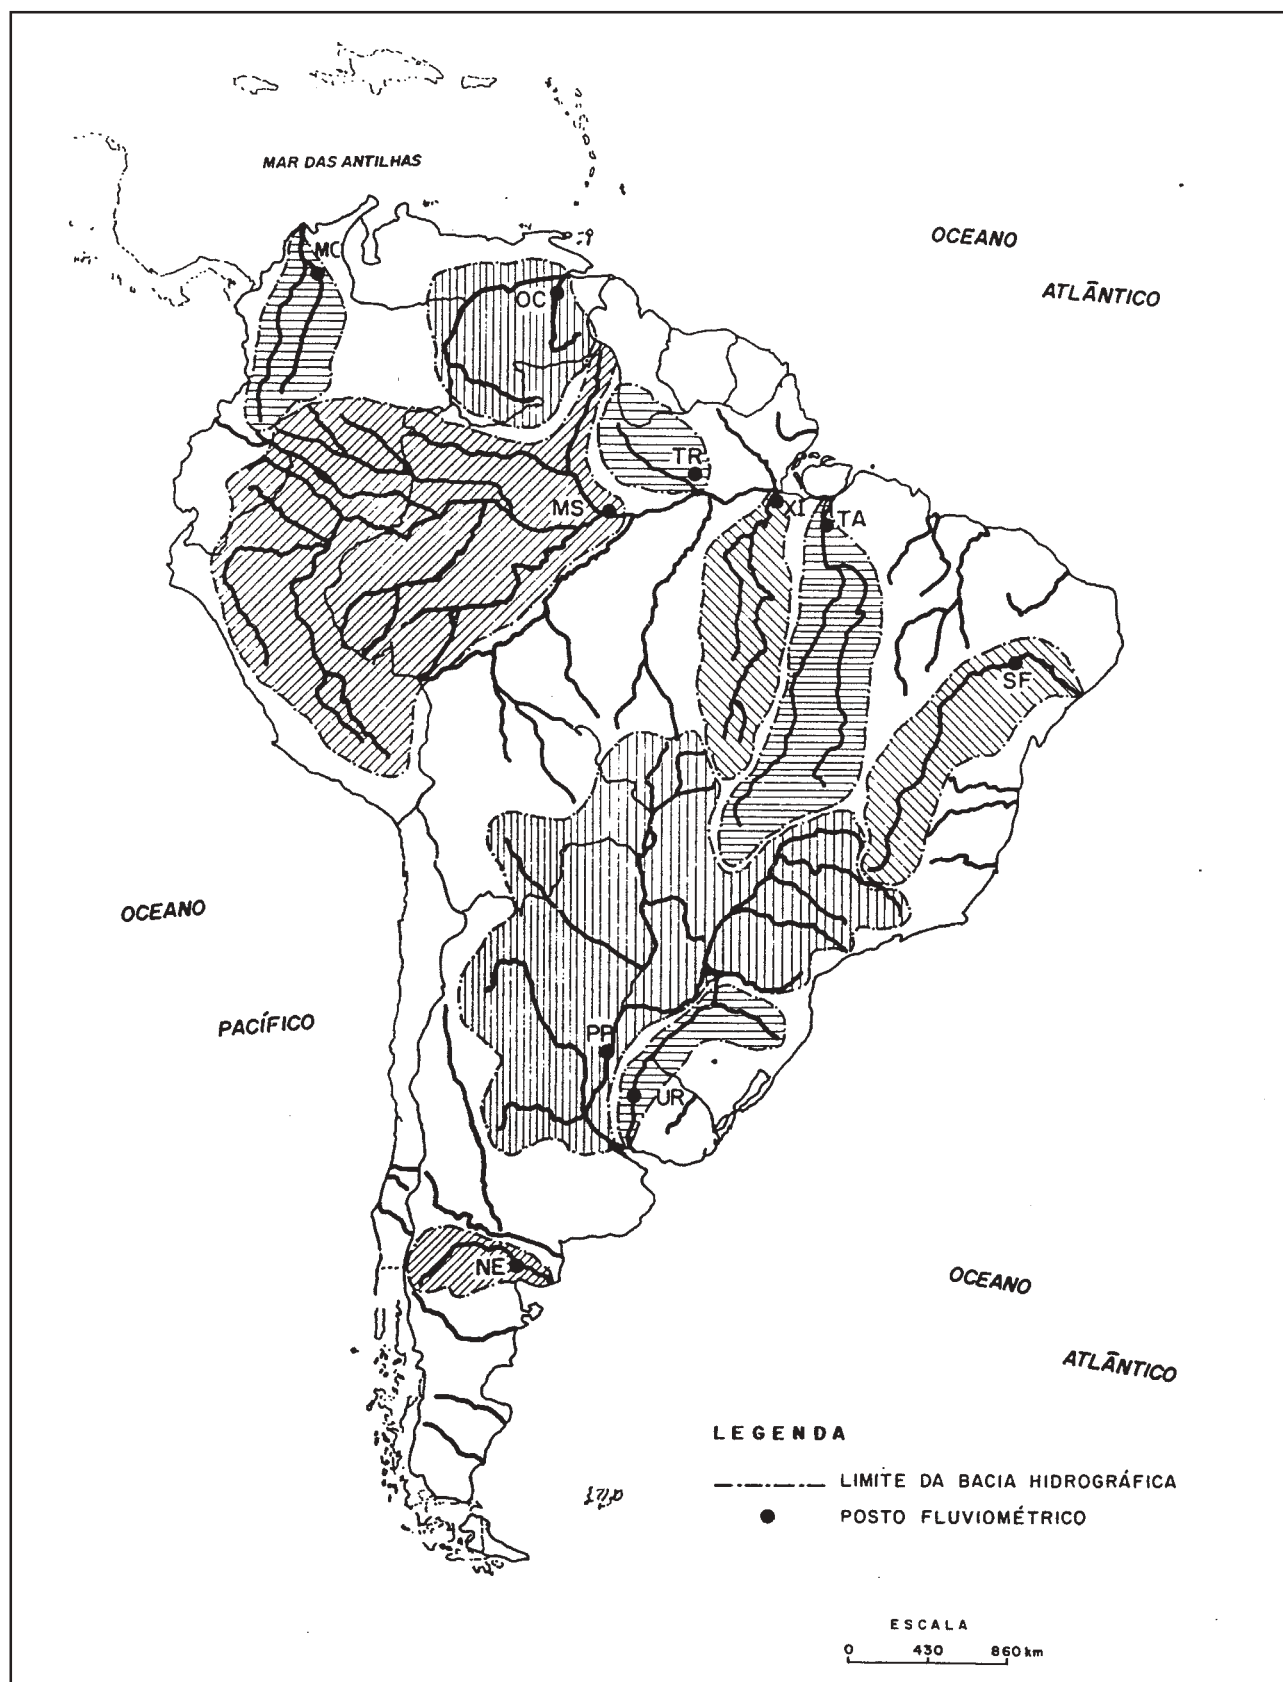 MAR DAS ANTILHAS
OCEANO
ATLÂNTICO
MC
OC
TR
MS
XI
TA
SF
OCEANO
PACÍFICO
PP
UR
NE
OCEANO
ATLÂNTICO
LEGENDA
LIMITE DA BACIA HIDROGRÁFICA
POSTO FLUVIOMÉTRICO
ESCALA
0 430 860 km